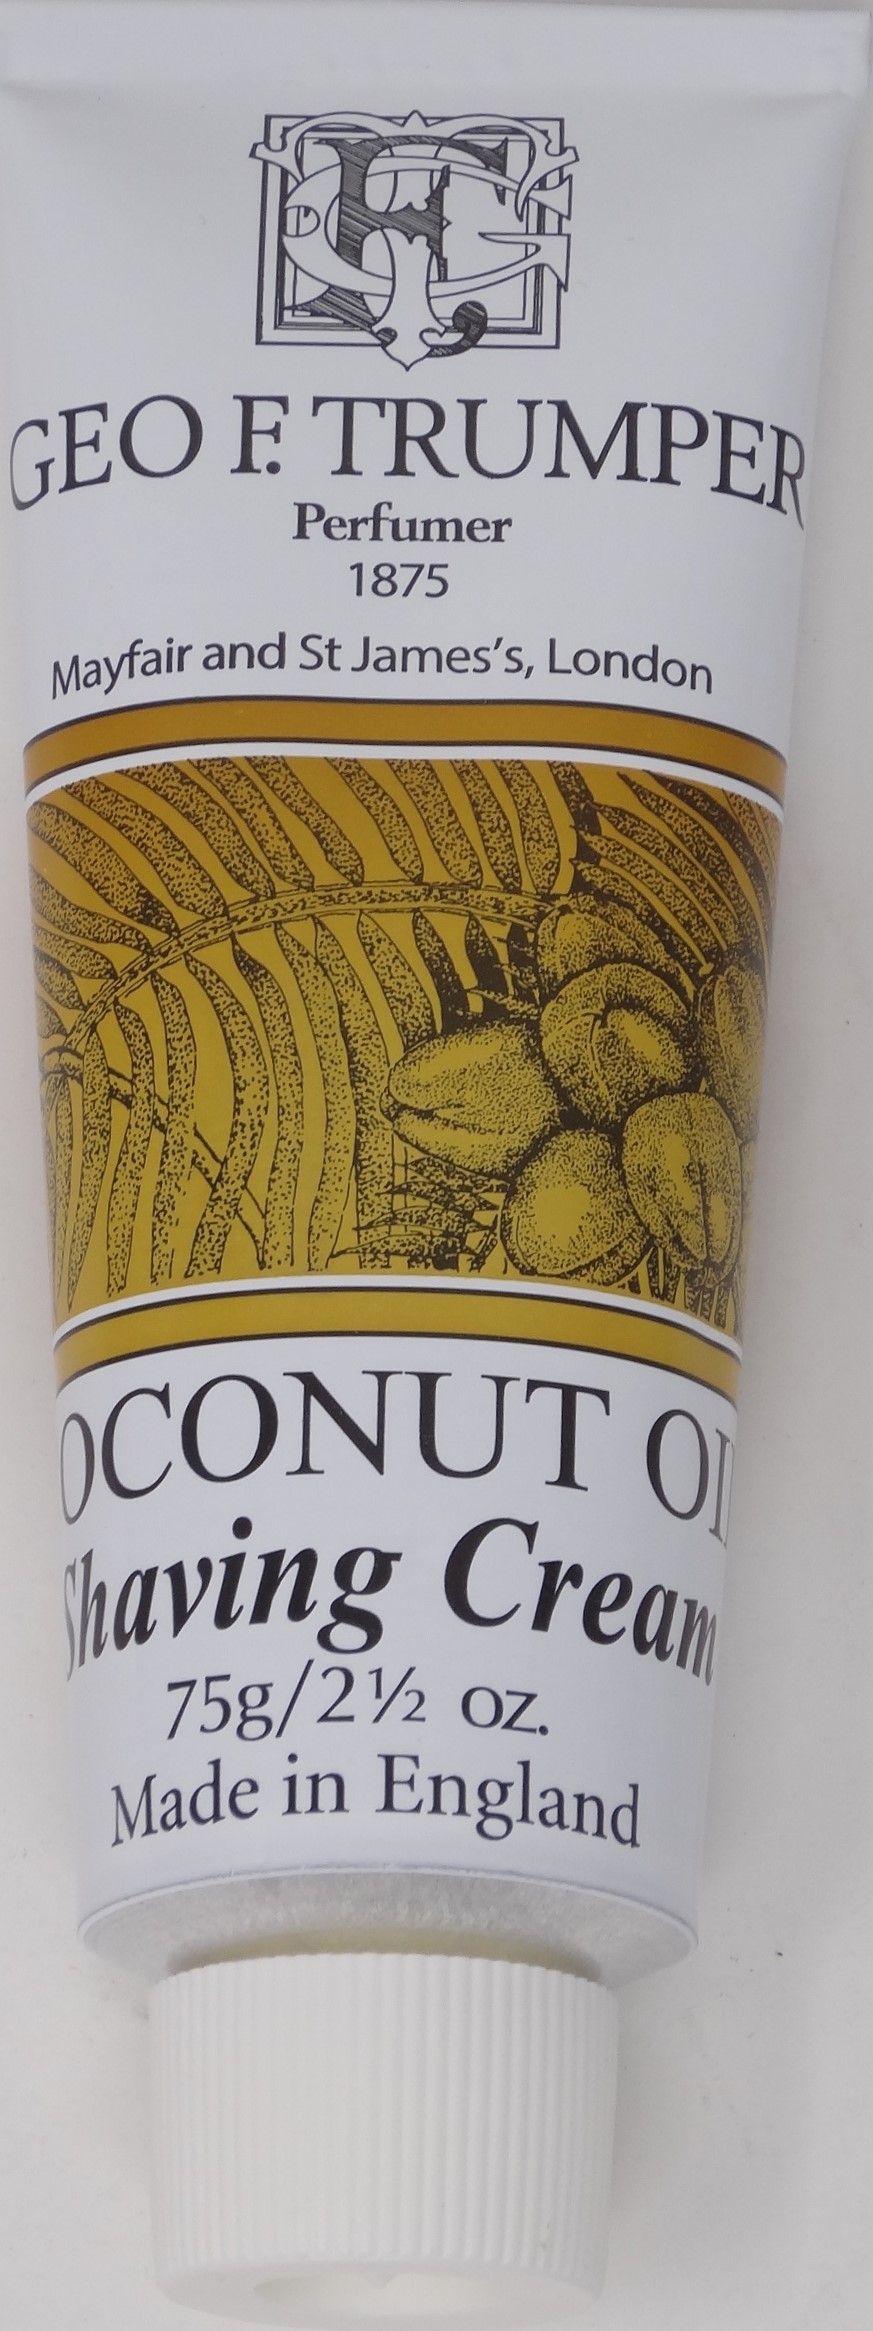 GEO F. TRUMPER
Perfumer
1875
Mayfair and St James's, London
OCONUT OIL
Shaving Cream
75g/2½ oz.
Made in England